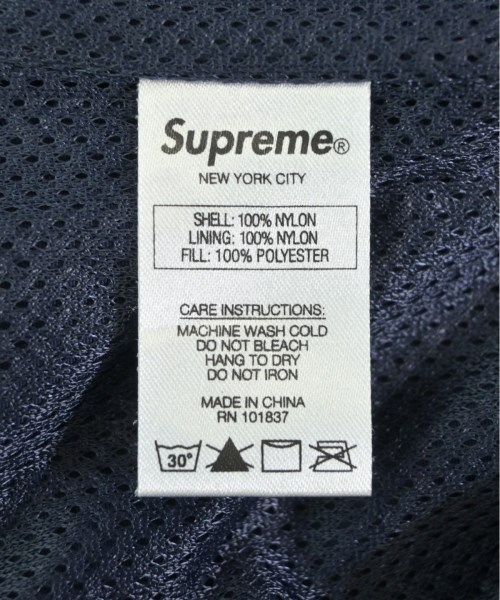 Supreme®
NEW YORK CITY
SHELL: 100% NYLON
LINING: 100% NYLON
FILL: 100% POLYESTER
CARE INSTRUCTIONS:
MACHINE WASH COLD
DO NOT BLEACH
HANG TO DRY
DO NOT IRON
MADE IN CHINA
RN 101837
30°